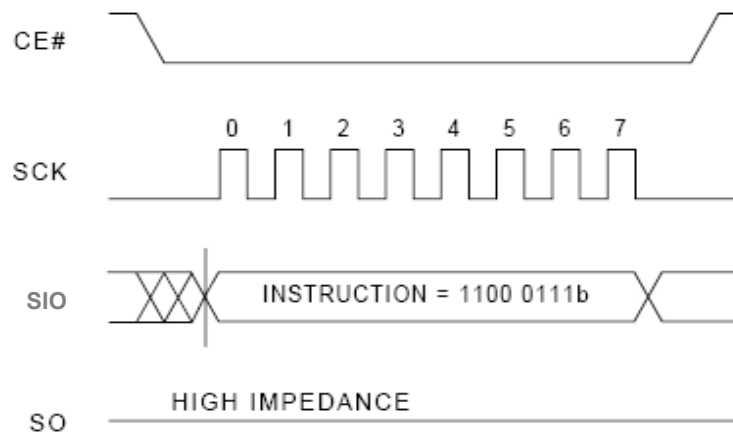 CE#
0 1 2 3 4 5 6 7
SCK
SIO
INSTRUCTION = 1100 0111b
HIGH IMPEDANCE
SO